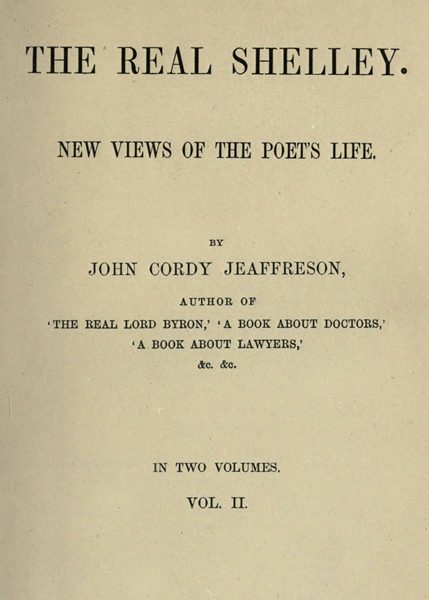 THE REAL SHELLEY.
NEW VIEWS OF THE POET'S LIFE.
BY
JOHN CORDY JEAFFRESON,
AUTHOR OF
'THE REAL LORD BYRON,' 'A BOOK ABOUT DOCTORS,'
'A BOOK ABOUT LAWYERS,'
&c. &c.
IN TWO VOLUMES.
VOL. II.